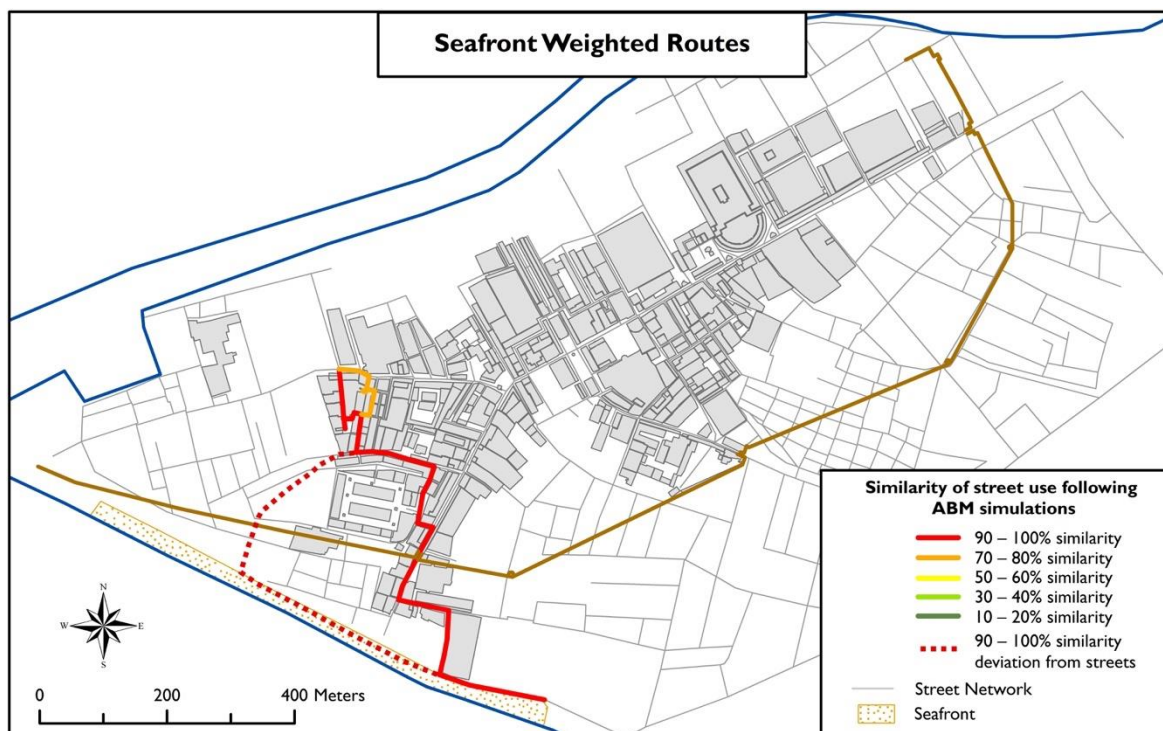 Seafront Weighted Routes
N
W
E
S
0 200 400 Meters
Similarity of street use following
ABM simulations
90 – 100% similarity
70 – 80% similarity
50 – 60% similarity
30 – 40% similarity
10 – 20% similarity
90 – 100% similarity
deviation from streets
Street Network
Seafront